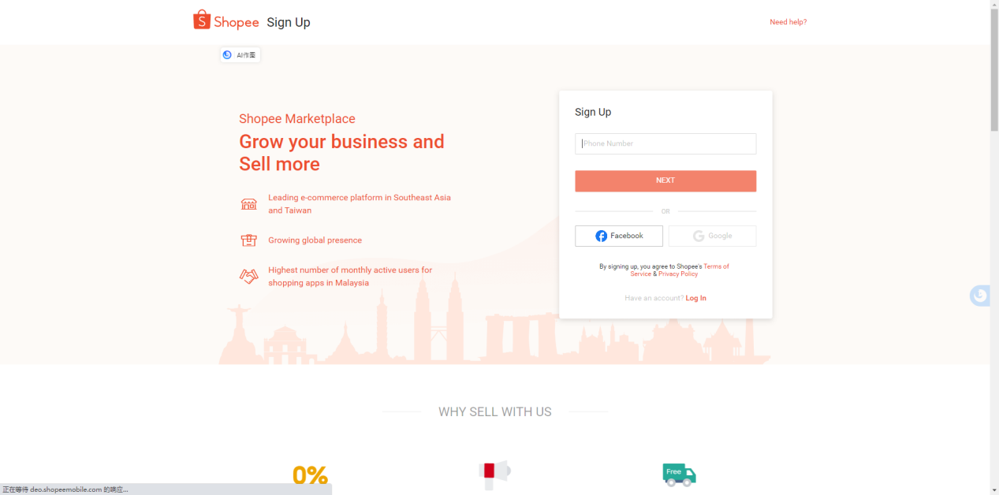 Shopee Sign Up
Need help?
AI作图
Shopee Marketplace
Grow your business and
Sell more
Leading e-commerce platform in Southeast Asia
and Taiwan
Growing global presence
Highest number of monthly active users for
shopping apps in Malaysia
Sign Up
Phone Number
NEXT
OR
Facebook
Google
By signing up, you agree to Shopee's Terms of
Service & Privacy Policy
Have an account? Log In
WHY SELL WITH US
0%
Free
正在等待 deo.shopeemobile.com 的响应...